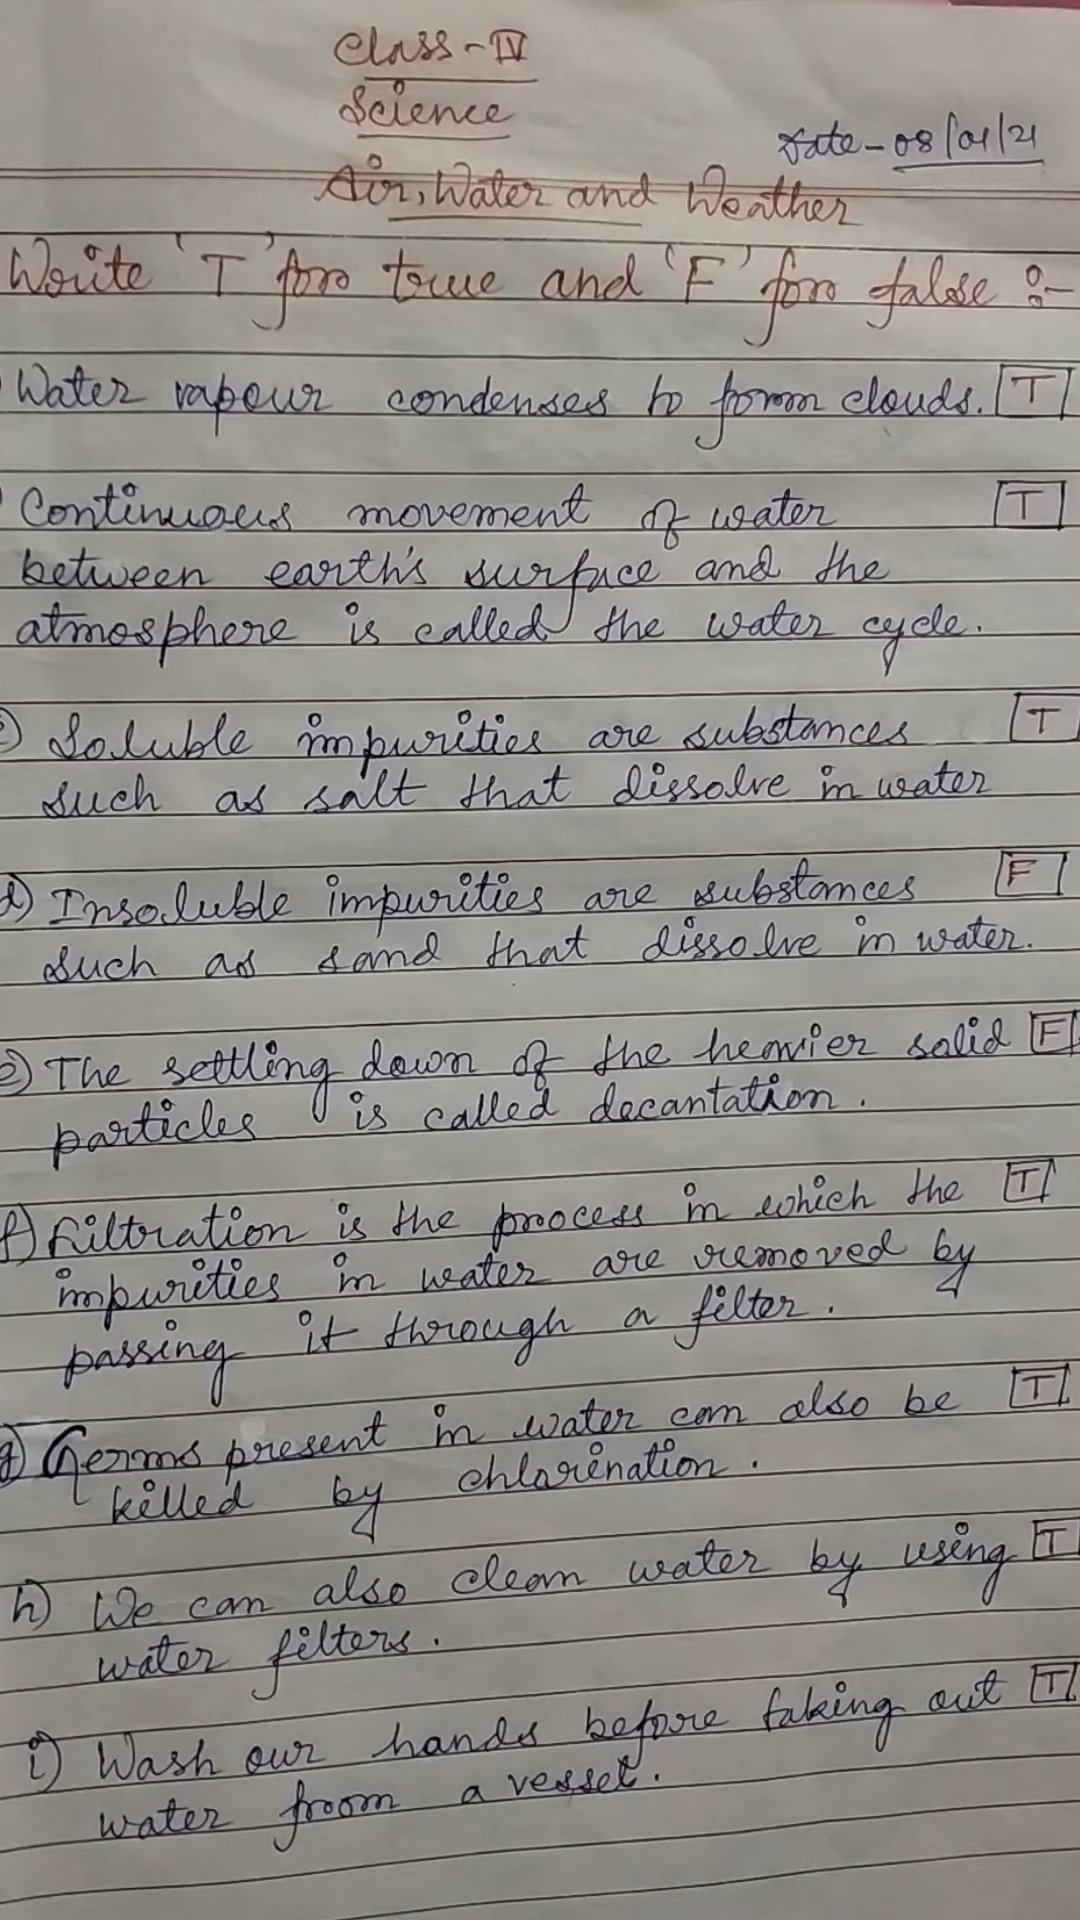 Class - IV
Science
Date - 08/01/21
Air, Water and Weather
Write 'T' for true and 'F' for false :-
Water vapour condenses to form clouds. T
Continuous movement of water T
between earth's surface and the
atmosphere is called the water cycle.
c) Soluble impurities are substances T
such as salt that dissolve in water
d) Insoluble impurities are substances F
such as sand that dissolve in water.
e) The settling down of the heavier solid F
particles is called decantation.
f) Filtration is the process in which the T
impurities in water are removed by
passing it through a filter.
g) Germs present in water can also be T
killed by chlorination.
h) We can also clean water by using T
water filters.
i) Wash our hands before taking out T
water from a vessel.